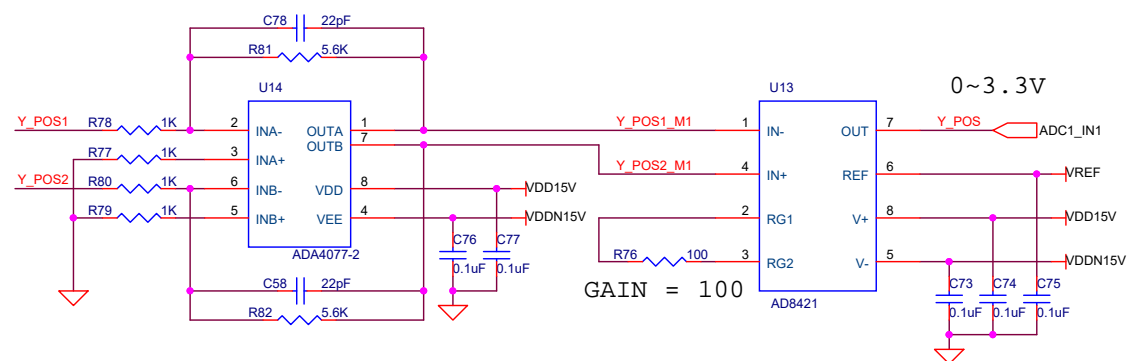 C78 22pF
R81 5.6K
U14
Y_POS1 R78 1K 2 INA- OUTA 1 Y_POS1_M1
R77 1K 3 INA+ OUTB 7
Y_POS2 R80 1K 6 INB- VDD 8 VDD15V Y_POS2_M1
R79 1K 5 INB+ VEE 4 VDDN15V
C76 C77
0.1uF 0.1uF
ADA4077-2
C58 22pF
R82 5.6K
U13
0~3.3V
1 IN- OUT 7 Y_POS ADC1_IN1
4 IN+ REF 6 VREF
2 RG1 V+ 8 VDD15V
R76 100 3 RG2 V- 5 VDDN15V
GAIN = 100
AD8421
C73 C74 C75
0.1uF 0.1uF 0.1uF